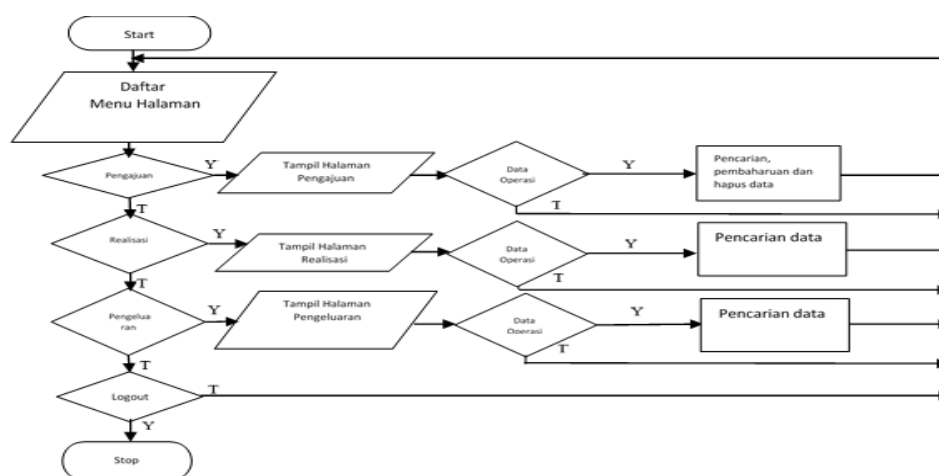 Start
Daftar
Menu Halaman
Pengajuan
Y
Tampil Halaman
Pengajuan
Data
Operasi
Y
Pencarian,
pembaharuan dan
hapus data
T
T
Realisasi
Y
Tampil Halaman
Realisasi
Data
Operasi
Y
Pencarian data
T
T
Pengelua
ran
Y
Tampil Halaman
Pengeluaran
Data
Operasi
Y
Pencarian data
T
T
Logout
T
Y
Stop